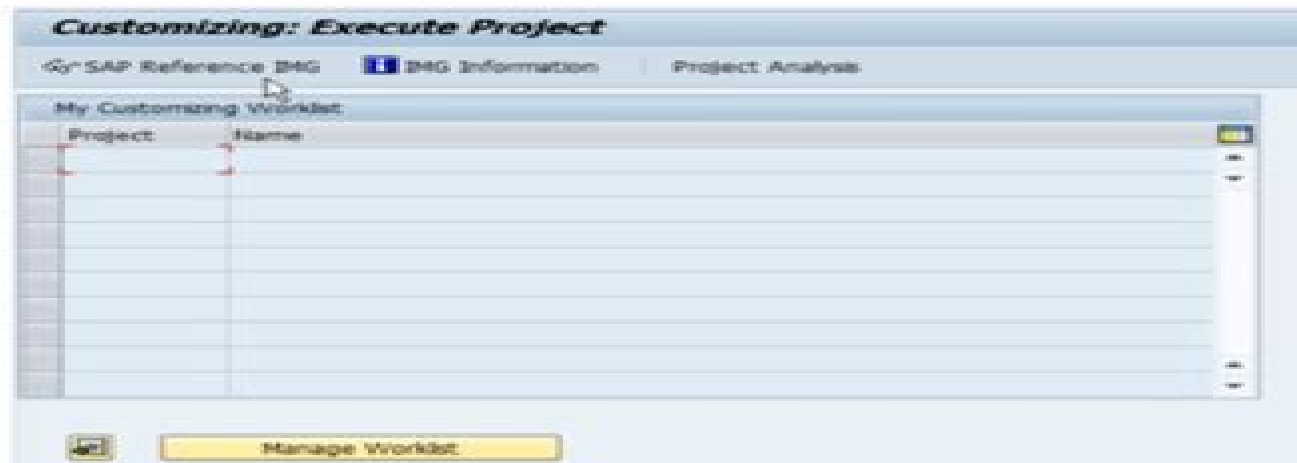 Customizing: Execute Project
SAP Reference IMG IMG Information Project Analysis
My Customizing Worklist
Project Name
Manage Worklist